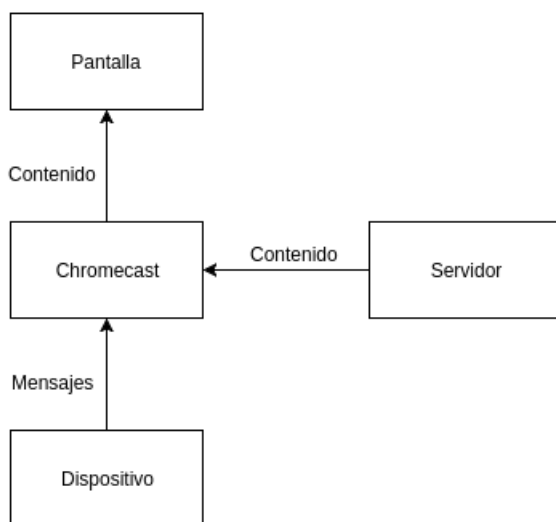 Pantalla
Contenido
Contenido
Chromecast
Servidor
Mensajes
Dispositivo